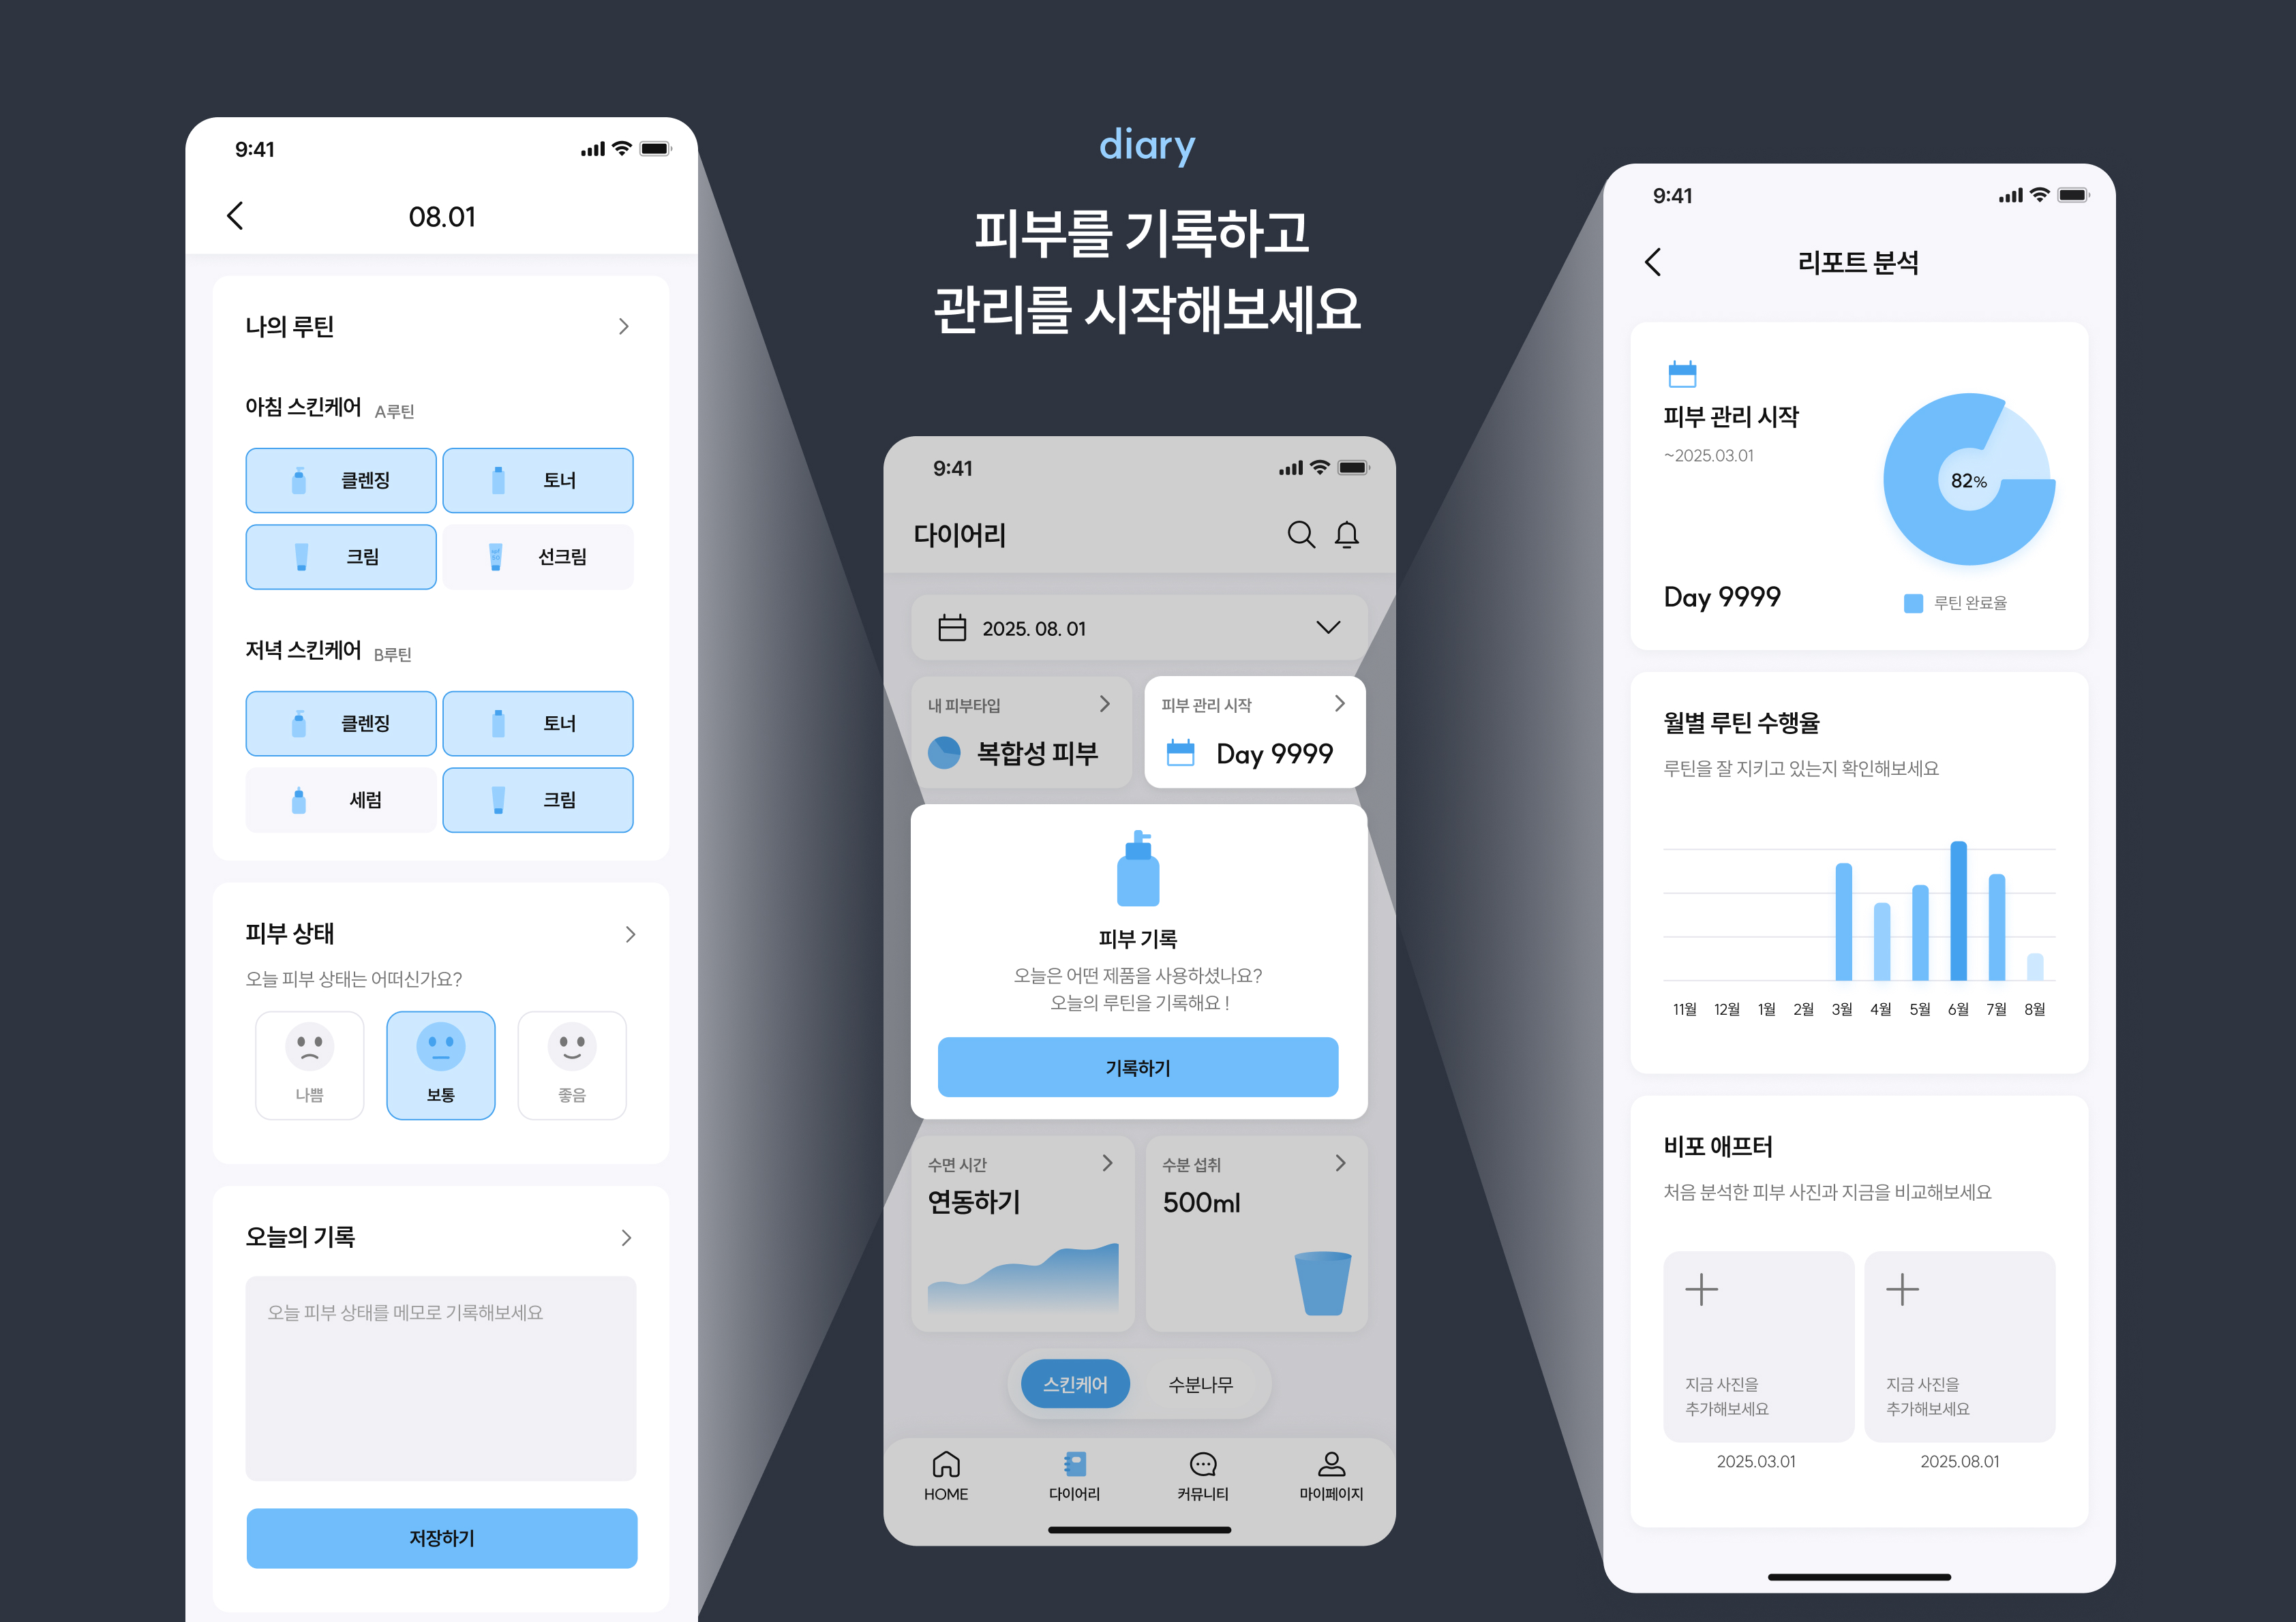 diary
피부를 기록하고
관리를 시작해보세요
9:41
08.01
나의 루틴
아침 스킨케어 A루틴
클렌징
토너
크림
선크림
저녁 스킨케어 B루틴
클렌징
토너
세럼
크림
피부 상태
오늘 피부 상태는 어떠신가요?
나쁨
보통
좋음
오늘의 기록
오늘 피부 상태를 메모로 기록해보세요
저장하기
9:41
다이어리
2025. 08. 01
내 피부타입
복합성 피부
피부 관리 시작
Day 9999
피부 기록
오늘은 어떤 제품을 사용하셨나요?
오늘의 루틴을 기록해요 !
기록하기
수면 시간
연동하기
수분 섭취
500ml
스킨케어
수분나무
HOME
다이어리
커뮤니티
마이페이지
9:41
리포트 분석
피부 관리 시작
~2025.03.01
Day 9999
82%
루틴 완료율
월별 루틴 수행율
루틴을 잘 지키고 있는지 확인해보세요
11월 12월 1월 2월 3월 4월 5월 6월 7월 8월
비포 애프터
처음 분석한 피부 사진과 지금을 비교해보세요
지금 사진을
추가해보세요
2025.03.01
지금 사진을
추가해보세요
2025.08.01